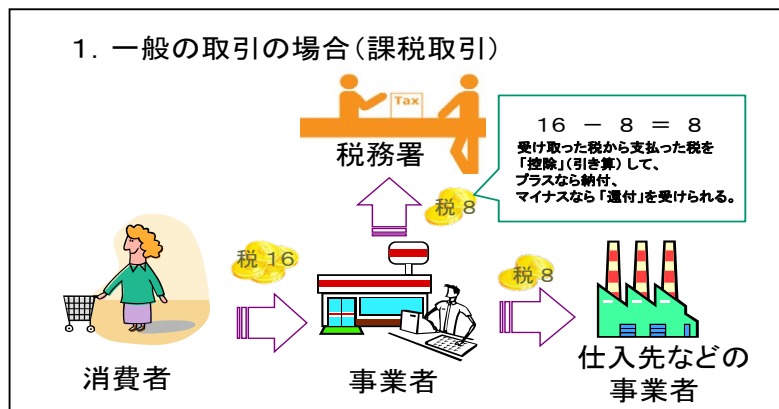 １．一般の取引の場合（課税取引）
Tax
税務署
１６ － ８ ＝ ８
受け取った税から支払った税を
「控除」（引き算）して、
プラスなら納付、
マイナスなら「還付」を受けられる。
税 8
税 16
税 8
消費者
事業者
仕入先などの
事業者